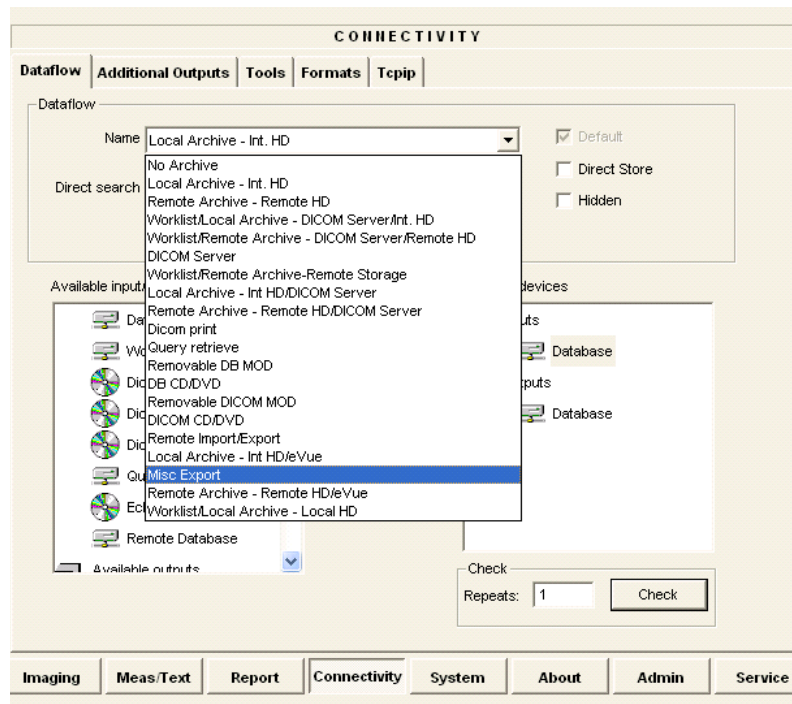 CONNECTIVITY
Dataflow Additional Outputs Tools Formats Tcpip
Dataflow
Name Local Archive - Int. HD
Default
Direct Store
Hidden
Direct search
No Archive
Local Archive - Int. HD
Remote Archive - Remote HD
Worklist/Local Archive - DICOM Server/Int. HD
Worklist/Remote Archive - DICOM Server/Remote HD
DICOM Server
Worklist/Remote Archive-Remote Storage
Local Archive - Int HD/DICOM Server
Remote Archive - Remote HD/DICOM Server
Dicom print
Query retrieve
Removable DB MOD
DB CD/DVD
Removable DICOM MOD
DICOM CD/DVD
Remote Import/Export
Local Archive - Int HD/eVue
Misc Export
Remote Archive - Remote HD/eVue
Worklist/Local Archive - Local HD
Available input/
Remote Database
Available outputs
devices
Database
Database
Check
Repeats: 1 Check
Imaging Meas/Text Report Connectivity System About Admin Service